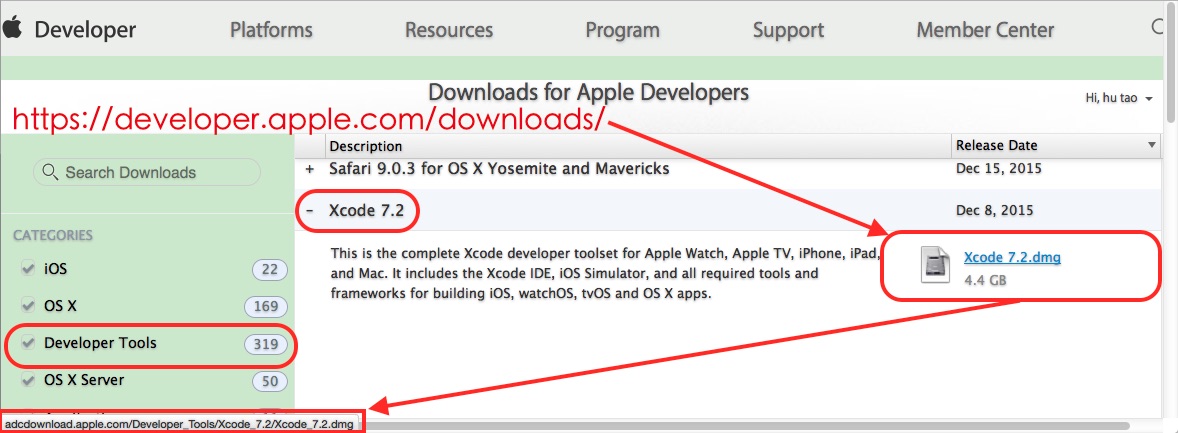 Developer Platforms Resources Program Support Member Center
Downloads for Apple Developers
Hi, hu tao
https://developer.apple.com/downloads/
Description Release Date
Search Downloads
+ Safari 9.0.3 for OS X Yosemite and Mavericks Dec 15, 2015
– Xcode 7.2 Dec 8, 2015
CATEGORIES
iOS 22
OS X 169
Developer Tools 319
OS X Server 50
This is the complete Xcode developer toolset for Apple Watch, Apple TV, iPhone, iPad,
and Mac. It includes the Xcode IDE, iOS Simulator, and all required tools and
frameworks for building iOS, watchOS, tvOS and OS X apps.
Xcode 7.2.dmg
4.4 GB
adcdownload.apple.com/Developer_Tools/Xcode_7.2/Xcode_7.2.dmg